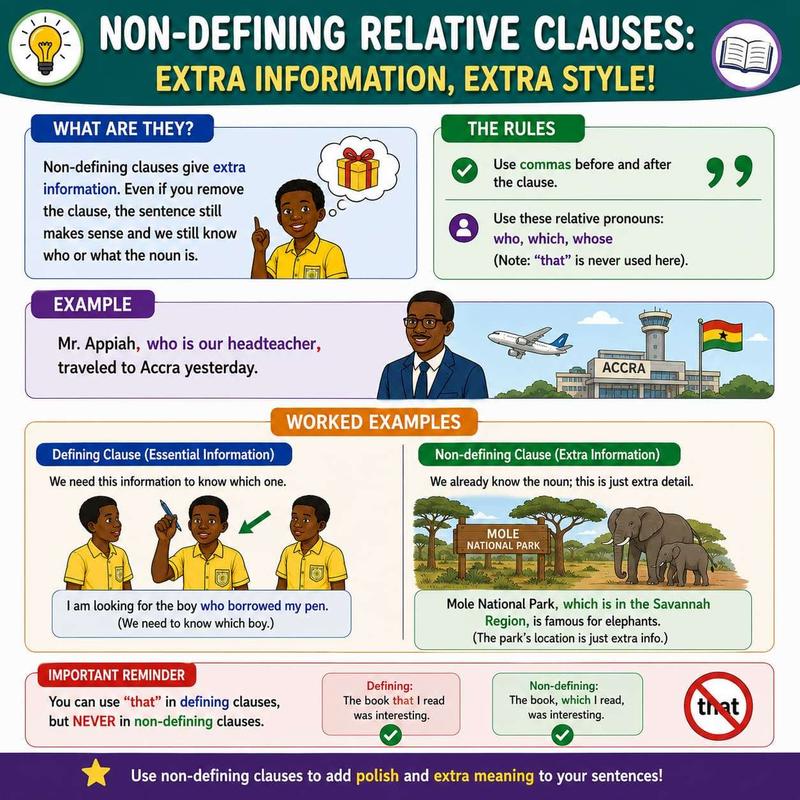 NON-DEFINING RELATIVE CLAUSES:
EXTRA INFORMATION, EXTRA STYLE!
WHAT ARE THEY?
Non-defining clauses give extra
information. Even if you remove
the clause, the sentence still
makes sense and we still know
who or what the noun is.
THE RULES
Use commas before and after
the clause.
Use these relative pronouns:
who, which, whose
(Note: “that” is never used here).
EXAMPLE
Mr. Appiah, who is our headteacher,
traveled to Accra yesterday.
ACCRA
WORKED EXAMPLES
Defining Clause (Essential Information)
We need this information to know which one.
I am looking for the boy who borrowed my pen.
(We need to know which boy.)
Non-defining Clause (Extra Information)
We already know the noun; this is just extra detail.
MOLE
NATIONAL PARK
Mole National Park, which is in the Savannah
Region, is famous for elephants.
(The park’s location is just extra info.)
IMPORTANT REMINDER
You can use “that” in defining clauses,
but NEVER in non-defining clauses.
Defining:
The book that I read
was interesting.
Non-defining:
The book, which I read,
was interesting.
that
Use non-defining clauses to add polish and extra meaning to your sentences!